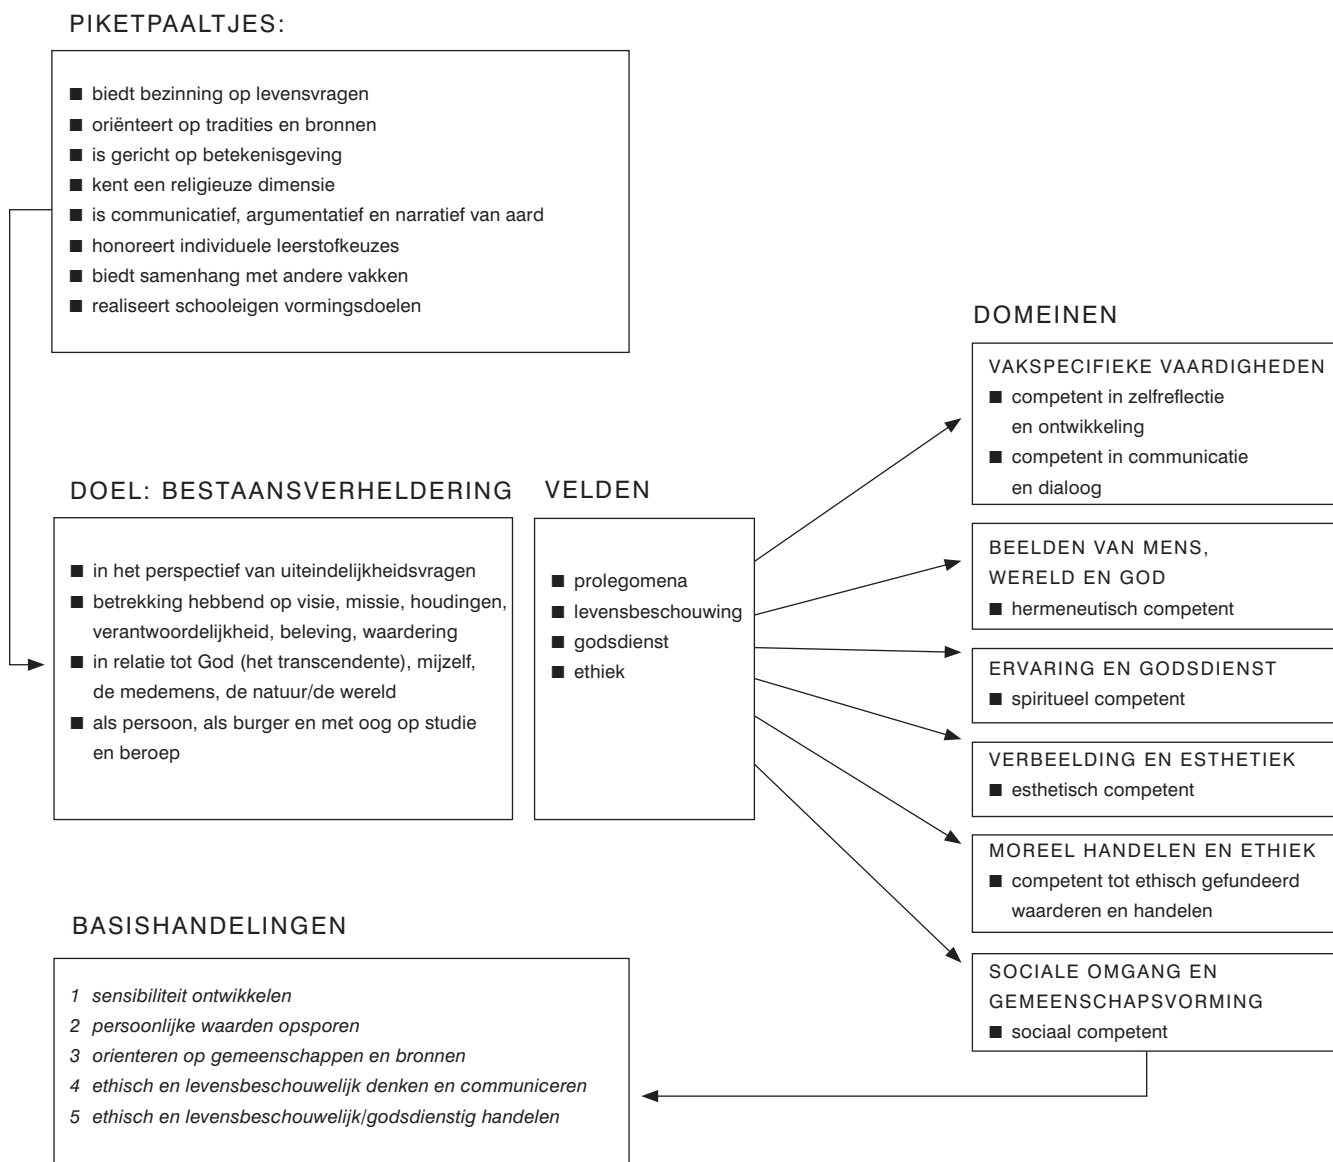 PIKETPAALTJES:
■ biedt bezinning op levensvragen
■ oriënteert op tradities en bronnen
■ is gericht op betekenisgeving
■ kent een religieuze dimensie
■ is communicatief, argumentatief en narratief van aard
■ honoreert individuele leerstofkeuzes
■ biedt samenhang met andere vakken
■ realiseert schooleigen vormingsdoelen
DOEL: BESTAANSVERHELDERING
■ in het perspectief van uiteindelijkheidsvragen
■ betrekking hebbend op visie, missie, houdingen,
verantwoordelijkheid, beleving, waardering
■ in relatie tot God (het transcendente), mijzelf,
de medemens, de natuur/de wereld
■ als persoon, als burger en met oog op studie
en beroep
VELDEN
■ prolegomena
■ levensbeschouwing
■ godsdienst
■ ethiek
DOMEINEN
VAKSPECIFIEKE VAARDIGHEDEN
■ competent in zelfreflectie
en ontwikkeling
■ competent in communicatie
en dialoog
BEELDEN VAN MENS,
WERELD EN GOD
■ hermeneutisch competent
ERVARING EN GODSDIENST
■ spiritueel competent
VERBEELDING EN ESTHETIEK
■ esthetisch competent
MOREEL HANDELEN EN ETHIEK
■ competent tot ethisch gefundeerd
waarderen en handelen
SOCIALE OMGANG EN
GEMEENSCHAPSVORMING
■ sociaal competent
BASISHANDELINGEN
1 sensibiliteit ontwikkelen
2 persoonlijke waarden opsporen
3 orienteren op gemeenschappen en bronnen
4 ethisch en levensbeschouwelijk denken en communiceren
5 ethisch en levensbeschouwelijk/godsdienstig handelen